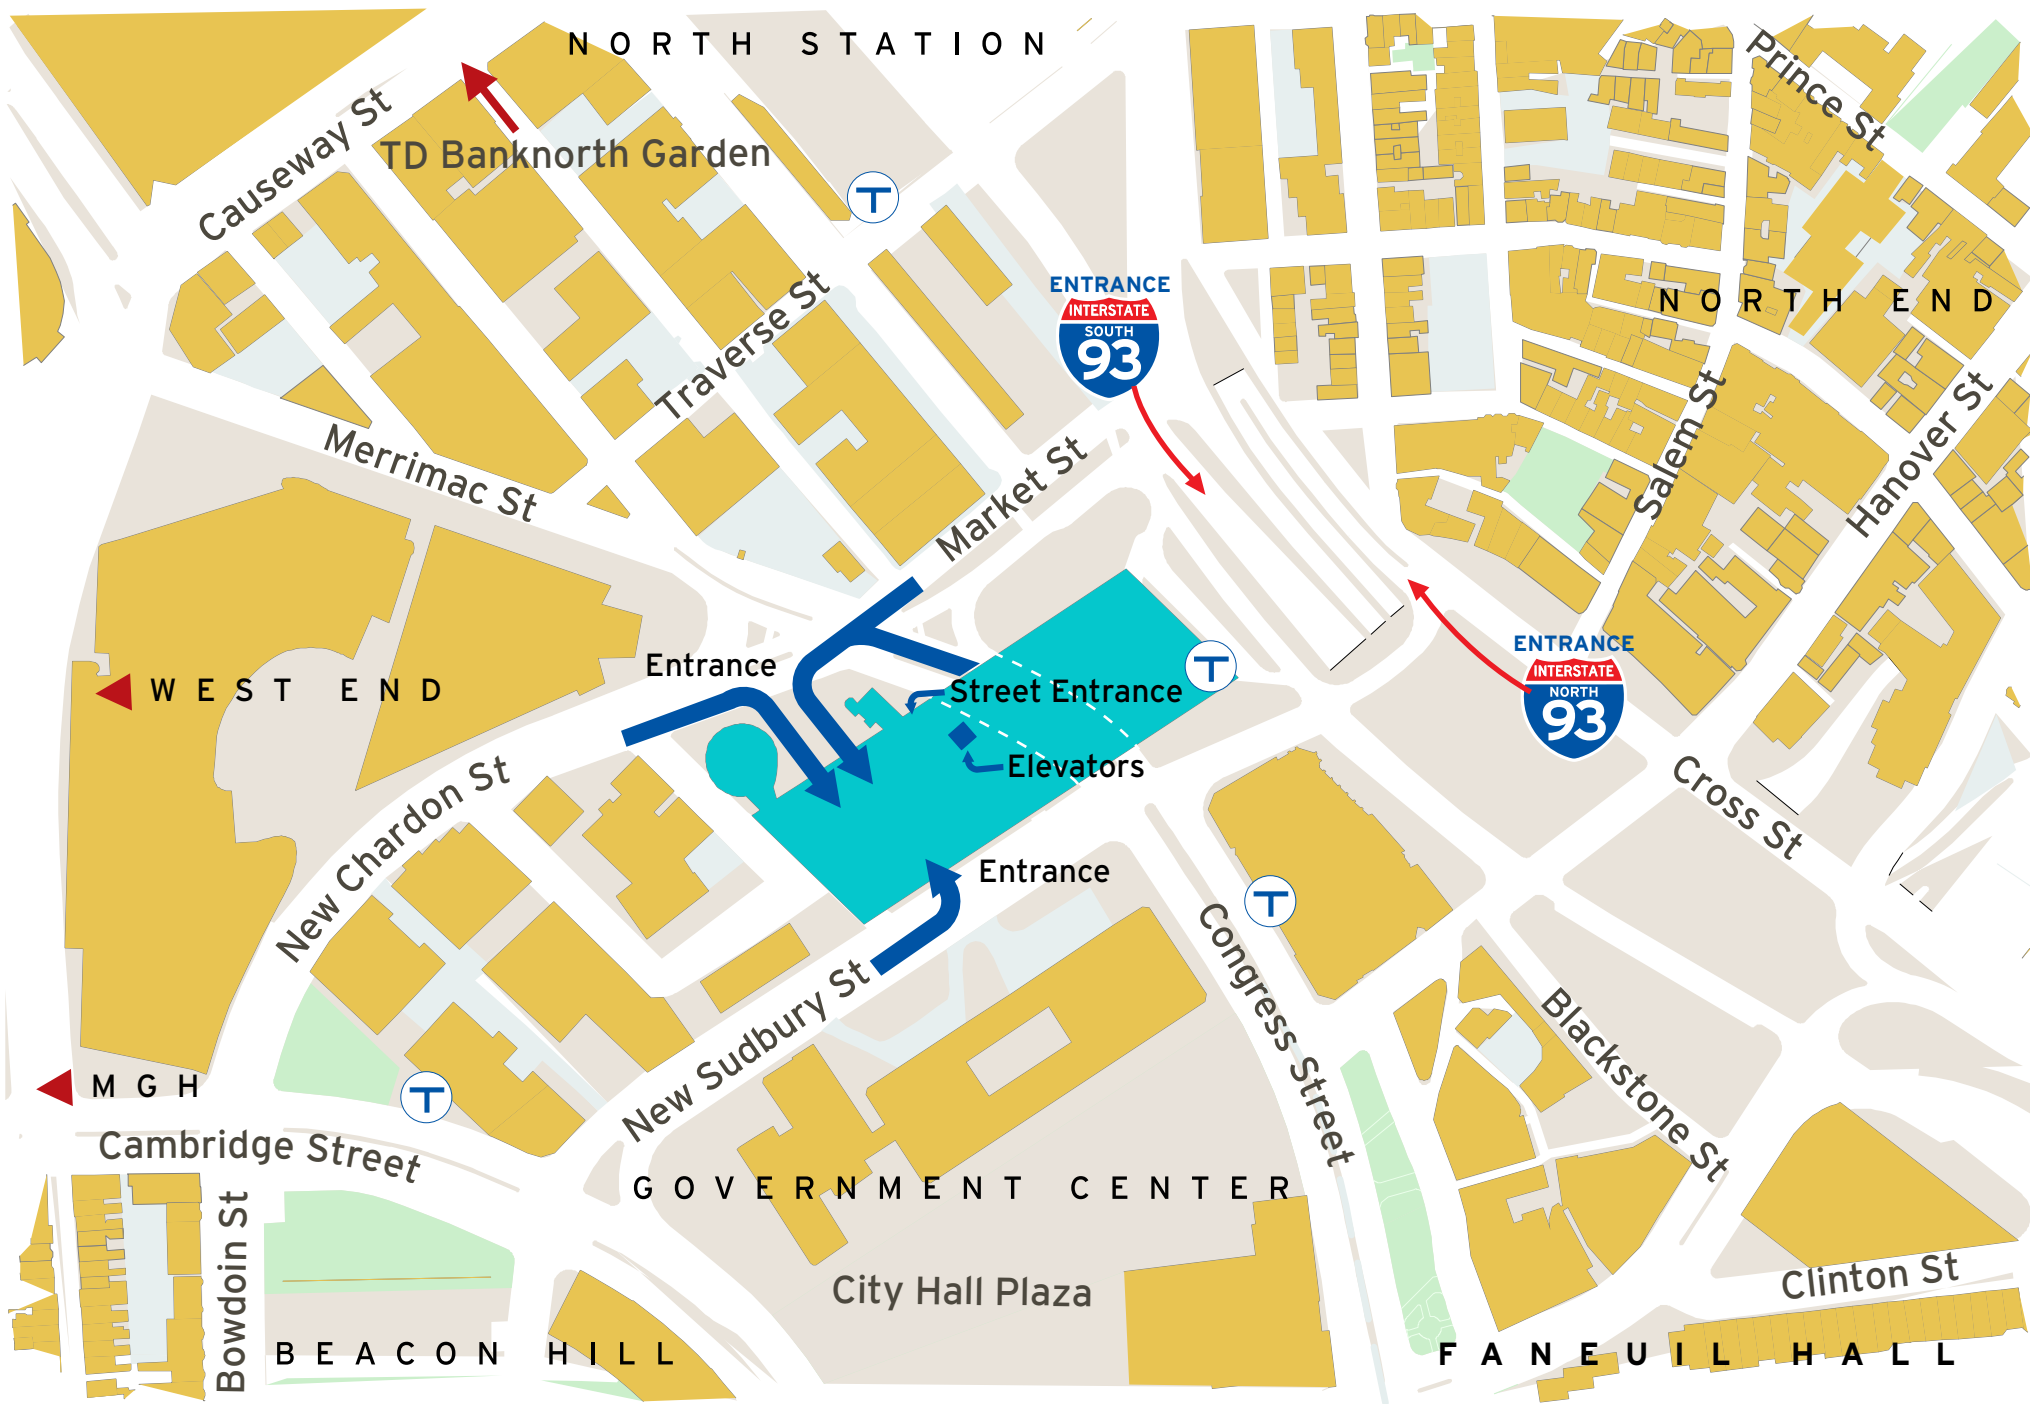 NORTH STATION
Prince St
Causeway St
TD Banknorth Garden
T
ENTRANCE
INTERSTATE
SOUTH
93
NORTH END
Traverse St
Merrimac St
Market St
Salem St
Hanover St
Entrance
WEST END
Street Entrance
T
ENTRANCE
INTERSTATE
NORTH
93
Elevators
New Chardon St
Cross St
Entrance
T
Congress Street
New Sudbury St
Blackstone St
MGH
T
Cambridge Street
GOVERNMENT CENTER
Bowdoin St
City Hall Plaza
Clinton St
BEACON HILL
FANEUIL HALL